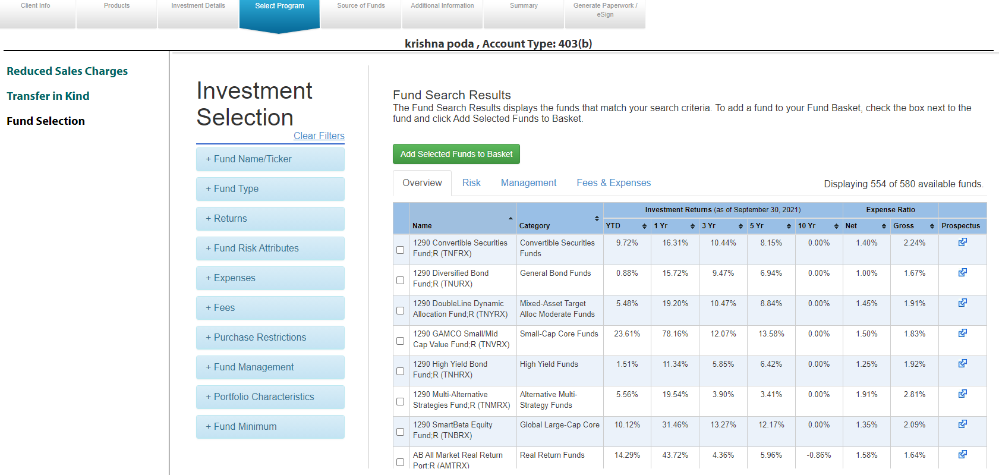 Client Info
Products
Investment Details
Select Program
Source of Funds
Additional Information
Summary
Generate Paperwork /
eSign
krishna poda , Account Type: 403(b)
Reduced Sales Charges
Transfer in Kind
Fund Selection
Investment
Selection
Clear Filters
+ Fund Name/Ticker
+ Fund Type
+ Returns
+ Fund Risk Attributes
+ Expenses
+ Fees
+ Purchase Restrictions
+ Fund Management
+ Portfolio Characteristics
+ Fund Minimum
Fund Search Results
The Fund Search Results displays the funds that match your search criteria. To add a fund to your Fund Basket, check the box next to the
fund and click Add Selected Funds to Basket.
Add Selected Funds to Basket
Overview Risk Management Fees & Expenses
Displaying 554 of 580 available funds.
Investment Returns (as of September 30, 2021) Expense Ratio
Name Category YTD 1 Yr 3 Yr 5 Yr 10 Yr Net Gross Prospectus
1290 Convertible Securities Convertible Securities 9.72% 16.31% 10.44% 8.15% 0.00% 1.40% 2.24%
Fund;R (TNFRX) Funds
1290 Diversified Bond General Bond Funds 0.88% 15.72% 9.47% 6.94% 0.00% 1.00% 1.67%
Fund;R (TNURX)
1290 DoubleLine Dynamic Mixed-Asset Target 5.48% 19.20% 10.47% 8.84% 0.00% 1.45% 1.91%
Allocation Fund;R (TNYRX) Alloc Moderate Funds
1290 GAMCO Small/Mid Small-Cap Core Funds 23.61% 78.16% 12.07% 13.58% 0.00% 1.50% 1.83%
Cap Value Fund;R (TNVRX)
1290 High Yield Bond High Yield Funds 1.51% 11.34% 5.85% 6.42% 0.00% 1.25% 1.92%
Fund;R (TNHRX)
1290 Multi-Alternative Alternative Multi- 5.56% 19.54% 3.90% 3.41% 0.00% 1.91% 2.81%
Strategies Fund;R (TNMRX) Strategy Funds
1290 SmartBeta Equity Global Large-Cap Core 10.12% 31.46% 13.27% 12.17% 0.00% 1.35% 2.09%
Fund;R (TNBRX)
AB All Market Real Return Real Return Funds 14.29% 43.72% 4.36% 5.96% -0.86% 1.58% 1.64%
Port;R (AMTRX)